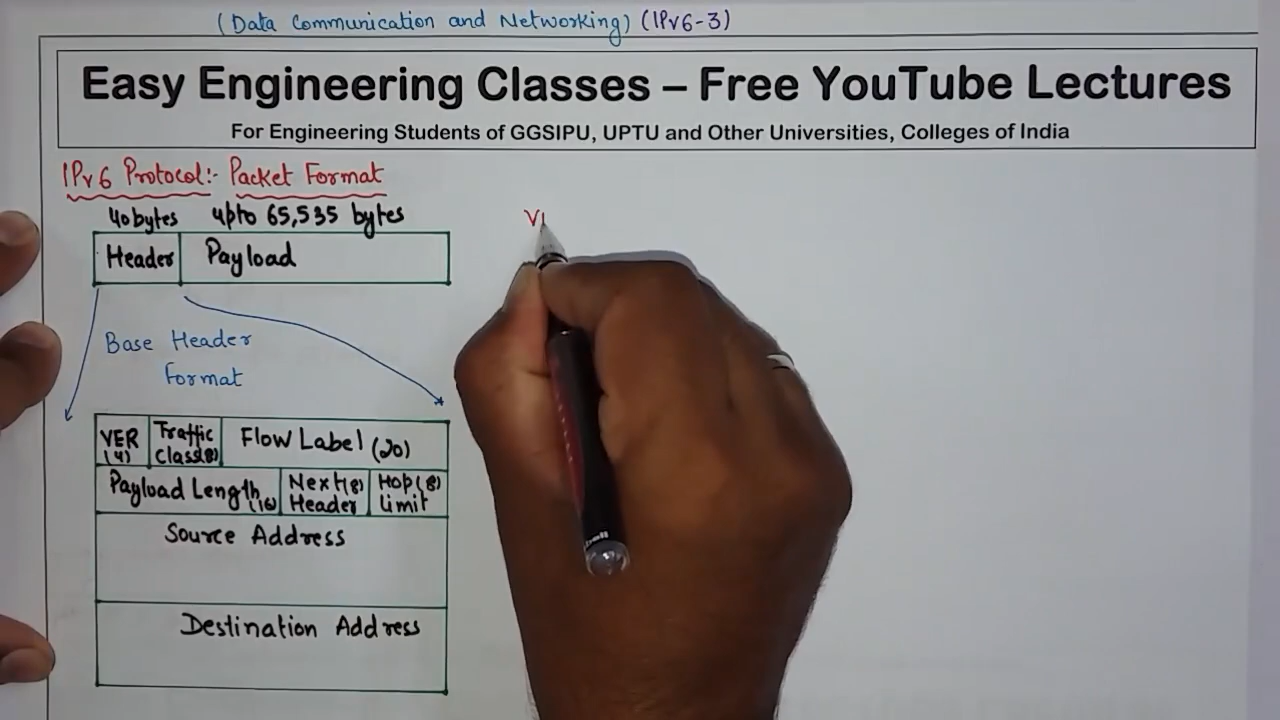 (Data Communication and Networking) (IPv6-3)
Easy Engineering Classes – Free YouTube Lectures
For Engineering Students of GGSIPU, UPTU and Other Universities, Colleges of India
IPv6 Protocol:- Packet Format
40bytes upto 65,535 bytes
Header Payload
Base Header
Format
VER (4) Traffic Class(8) Flow Label (20)
Payload Length (16) Next(8) Header Hop(8) Limit
Source Address
Destination Address